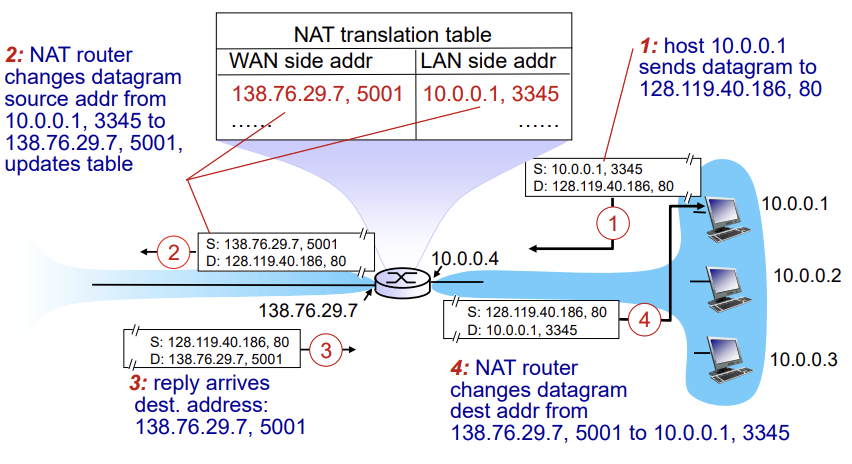 NAT translation table
WAN side addr LAN side addr
138.76.29.7, 5001 10.0.0.1, 3345
...... ......
2: NAT router
changes datagram
source addr from
10.0.0.1, 3345 to
138.76.29.7, 5001,
updates table
1: host 10.0.0.1
sends datagram to
128.119.40.186, 80
S: 10.0.0.1, 3345
D: 128.119.40.186, 80
1
10.0.0.1
S: 138.76.29.7, 5001
D: 128.119.40.186, 80
2
10.0.0.4
10.0.0.2
138.76.29.7
S: 128.119.40.186, 80
D: 10.0.0.1, 3345
4
S: 128.119.40.186, 80
D: 138.76.29.7, 5001
3
10.0.0.3
3: reply arrives
dest. address:
138.76.29.7, 5001
4: NAT router
changes datagram
dest addr from
138.76.29.7, 5001 to 10.0.0.1, 3345